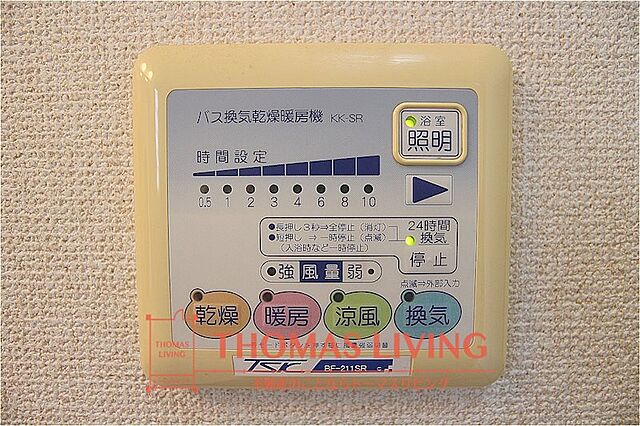 バス換気乾燥暖房機 KK-SR
浴室
照明
時間設定
0.5 1 2 3 4 6 8 10
●長押し3秒⇒全停止（消灯）
●短押し ⇒一時停止（点滅）
（入浴時など一時停止）
24時間
換気
停止
強 風量 弱
点滅⇒外部入力
乾燥 暖房 涼風 換気
THOMAS LIVING
THOMAS
LIVING
TSK BF-211SR